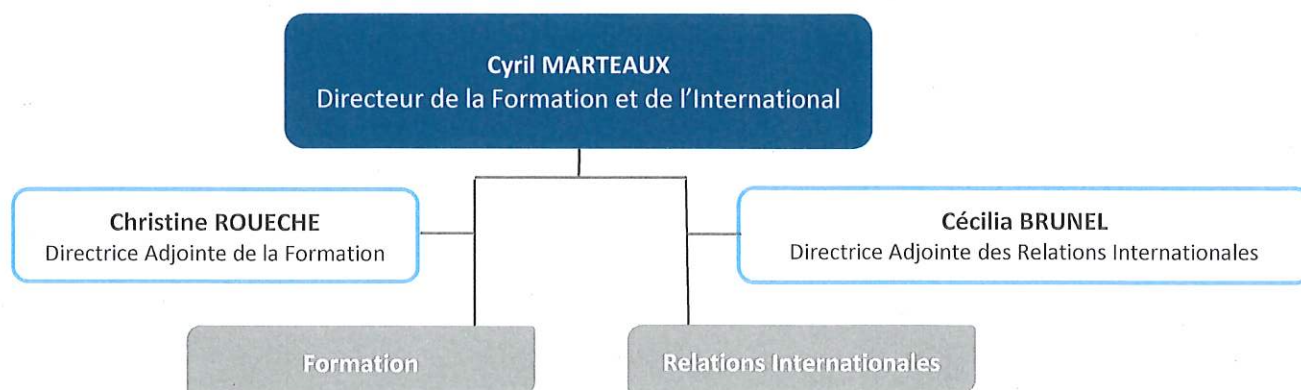 Cyril MARTEAUX
Directeur de la Formation et de l'International
Christine ROUECHE
Directrice Adjointe de la Formation
Cécilia BRUNEL
Directrice Adjointe des Relations Internationales
Formation
Relations Internationales